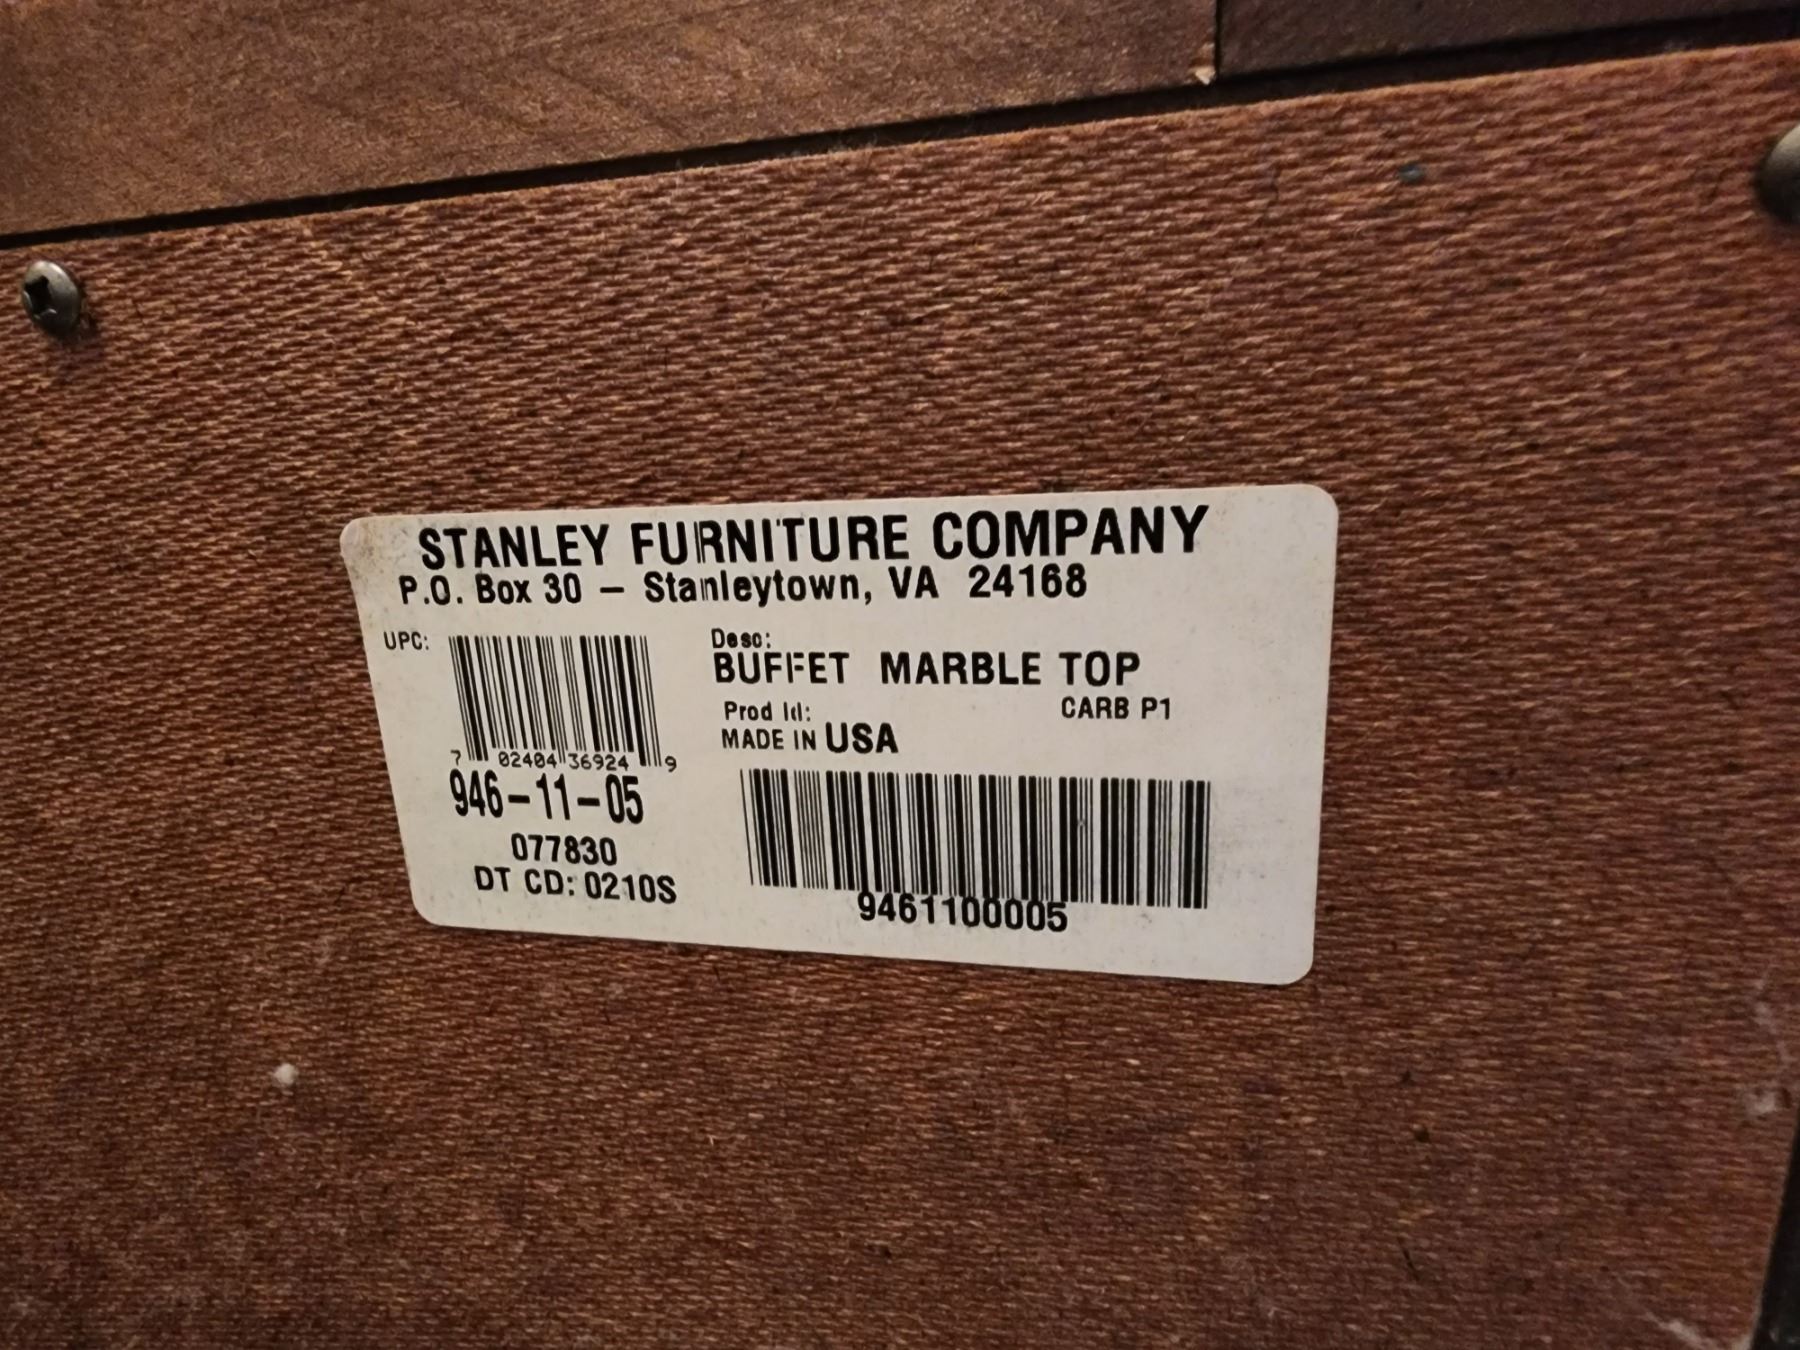 STANLEY FURNITURE COMPANY
P.O. Box 30 – Stanleytown, VA 24168
UPC:
7 02404 36924 9
946-11-05
077830
DT CD: 0210S
Desc:
BUFFET MARBLE TOP
Prod Id: CARB P1
MADE IN USA
9461100005